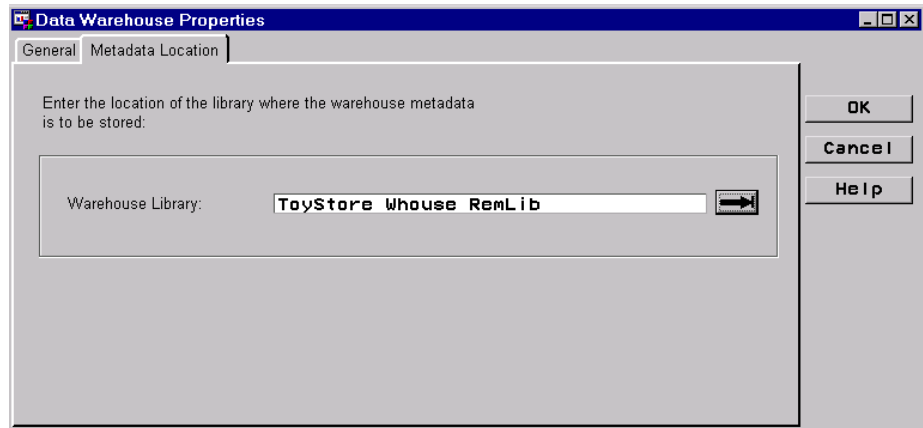 Data Warehouse Properties
General Metadata Location
Enter the location of the library where the warehouse metadata
is to be stored:
Warehouse Library: ToyStore Whouse RemLib
OK
Cancel
Help